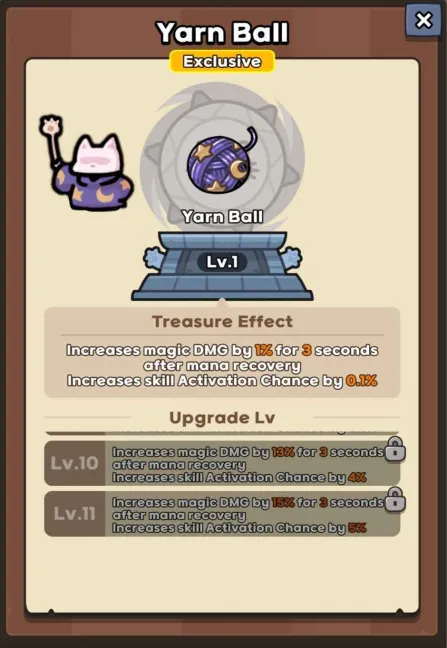 Yarn Ball
Exclusive
Yarn Ball
Lv.1
Treasure Effect
Increases magic DMG by 1% for 3 seconds
after mana recovery
Increases skill Activation Chance by 0.1%
Upgrade Lv
Lv.10
Increases magic DMG by 13% for 3 seconds
after mana recovery
Increases skill Activation Chance by 4%
Lv.11
Increases magic DMG by 15% for 3 seconds
after mana recovery
Increases skill Activation Chance by 5%